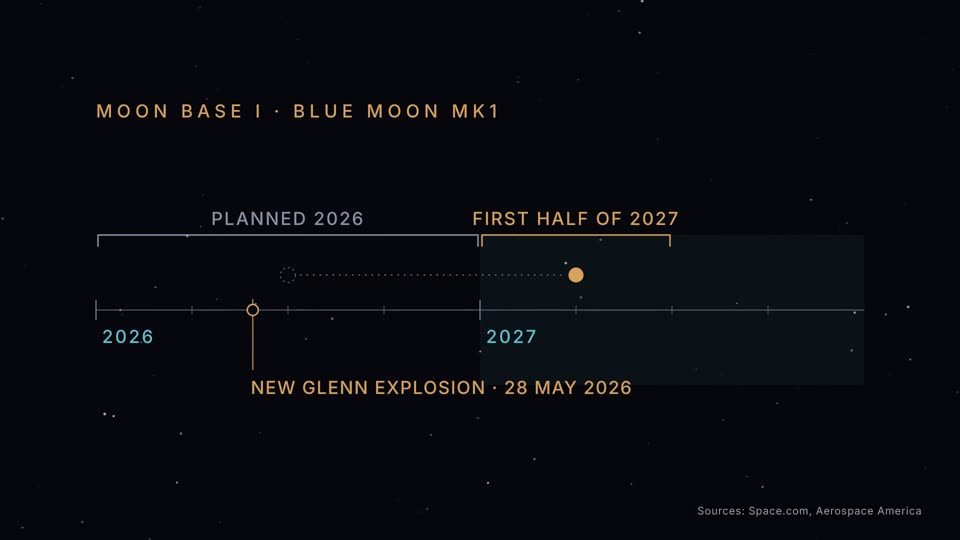 MOON BASE I · BLUE MOON MK1
PLANNED 2026
FIRST HALF OF 2027
2026
2027
NEW GLENN EXPLOSION · 28 MAY 2026
Sources: Space.com, Aerospace America